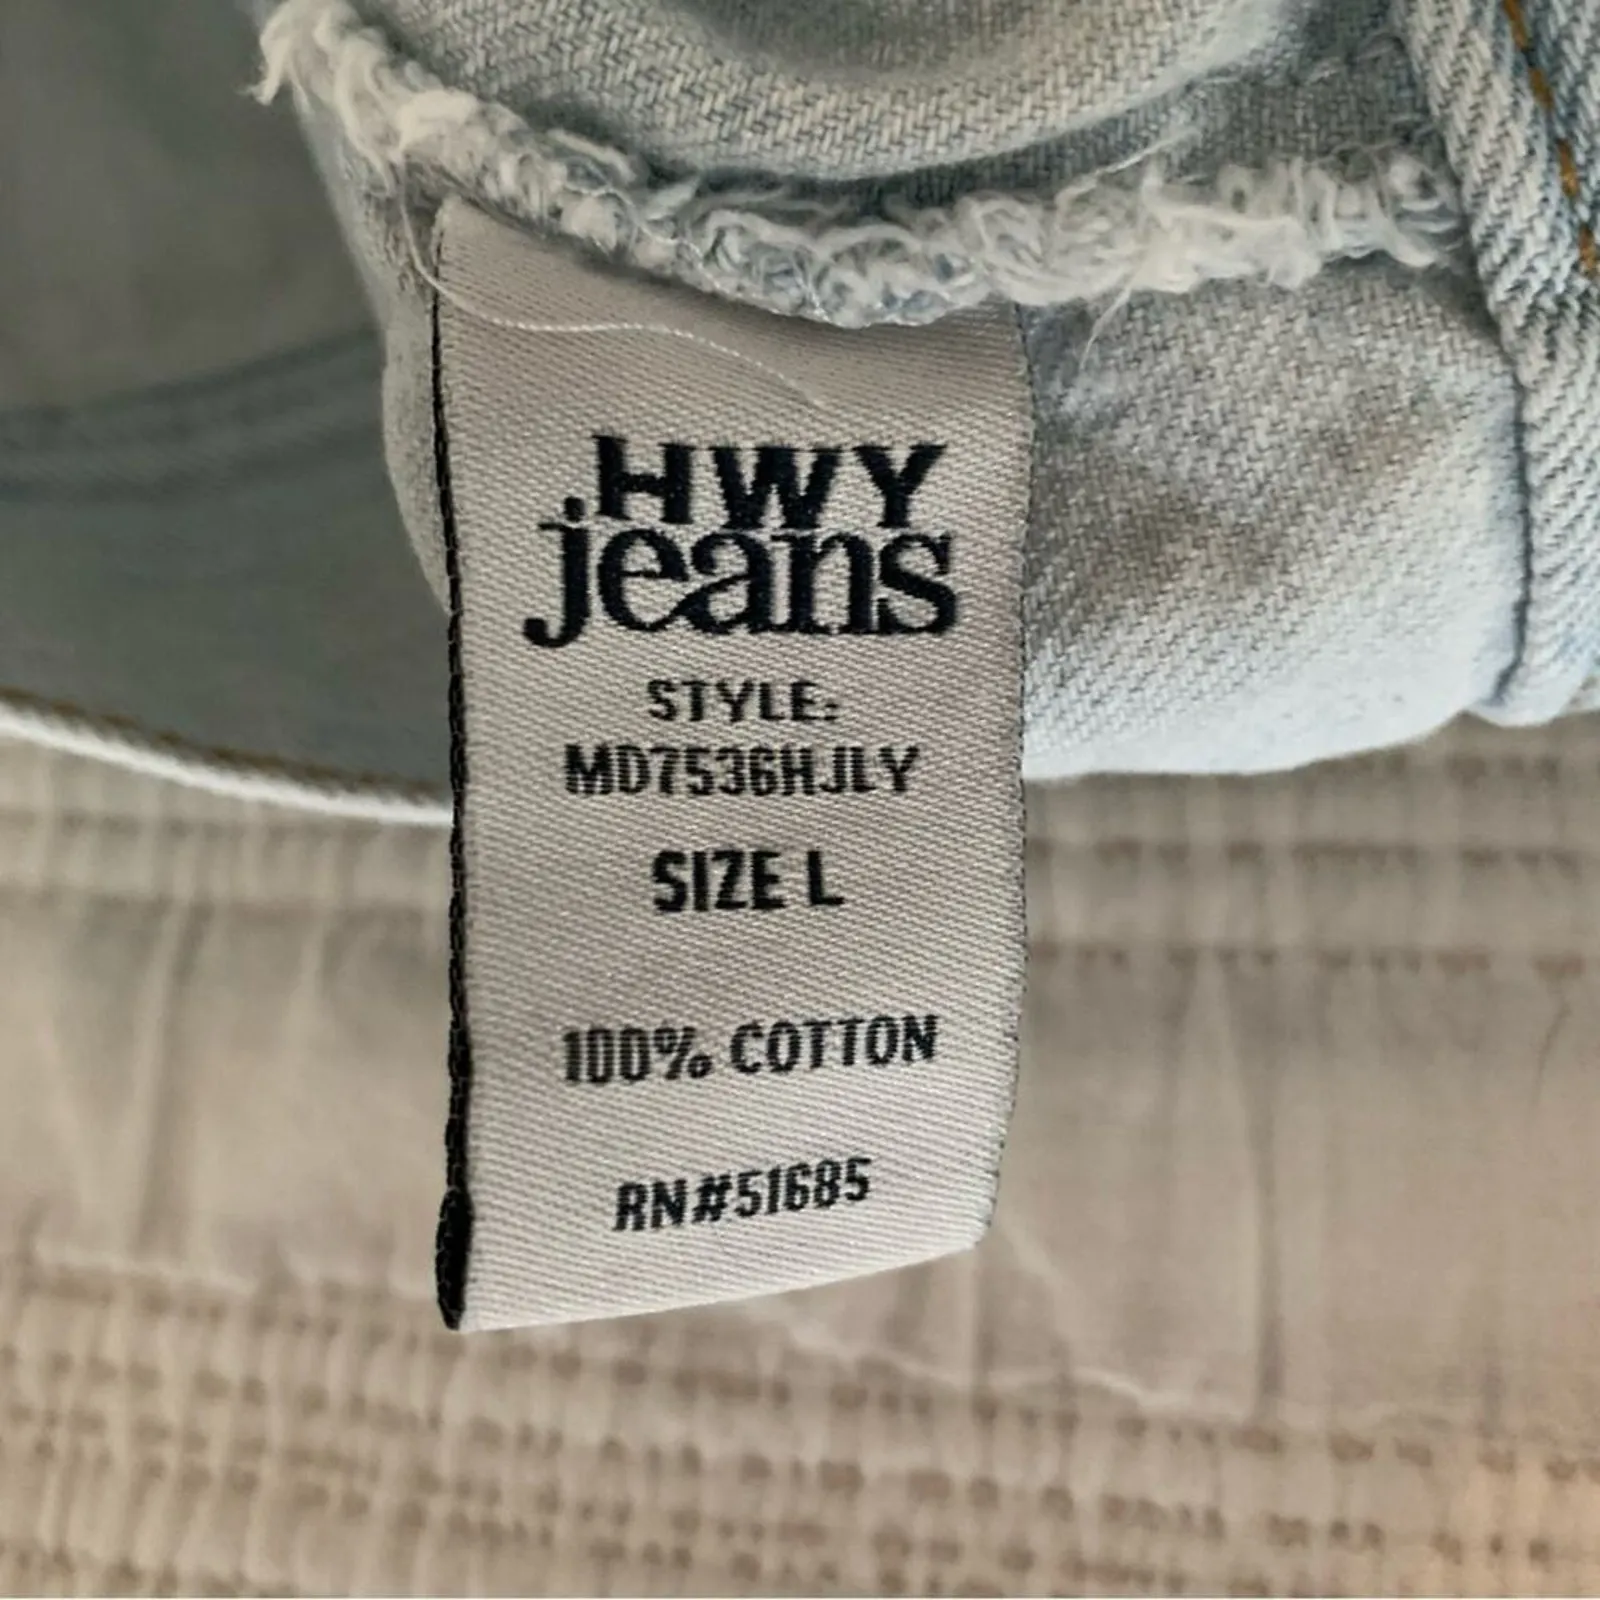 HWY
jeans
STYLE:
MD7536HJLY
SIZE L
100% COTTON
RN#51685